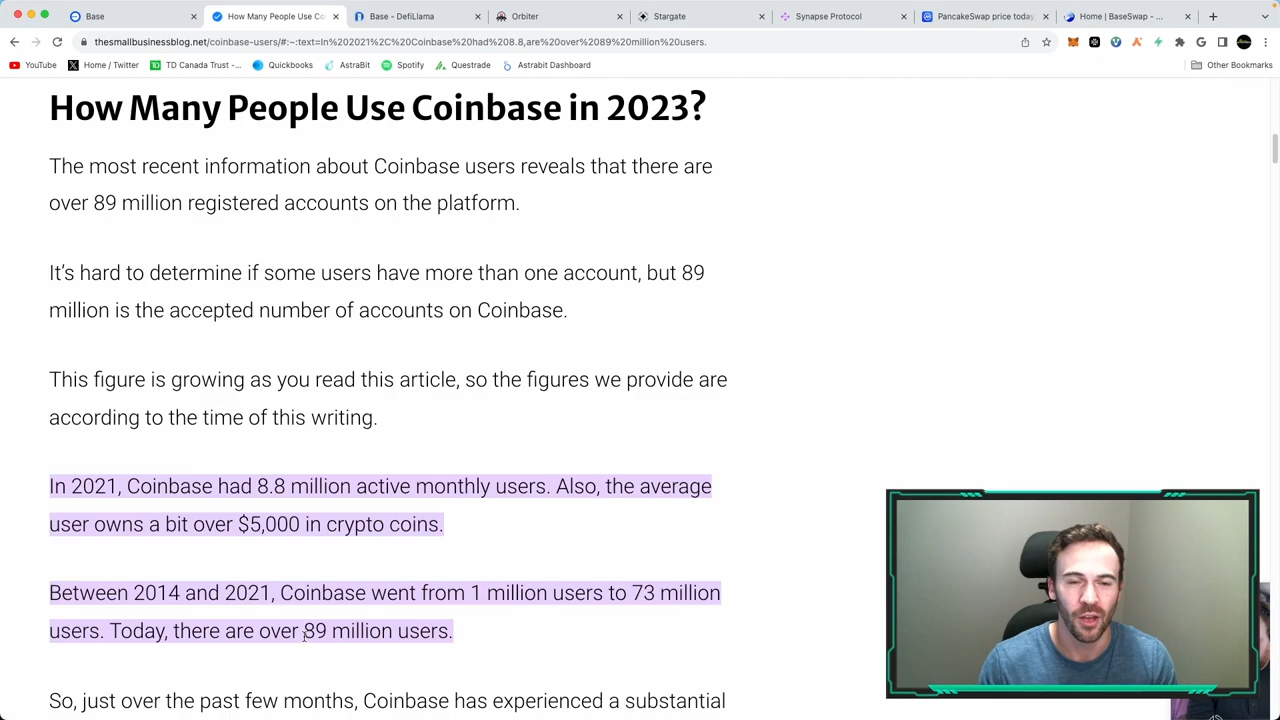 Base
How Many People Use Co
Base - DefiLlama
Orbiter
Stargate
Synapse Protocol
PancakeSwap price today
Home | BaseSwap - ...
thesmallbusinessblog.net/coinbase-users/#:~:text=In%202021%2C%20Coinbase%20had%208.8,are%20over%2089%20million%20users.
YouTube
Home / Twitter
TD Canada Trust -...
Quickbooks
AstraBit
Spotify
Questrade
Astrabit Dashboard
Other Bookmarks
How Many People Use Coinbase in 2023?
The most recent information about Coinbase users reveals that there are
over 89 million registered accounts on the platform.
It's hard to determine if some users have more than one account, but 89
million is the accepted number of accounts on Coinbase.
This figure is growing as you read this article, so the figures we provide are
according to the time of this writing.
In 2021, Coinbase had 8.8 million active monthly users. Also, the average
user owns a bit over $5,000 in crypto coins.
Between 2014 and 2021, Coinbase went from 1 million users to 73 million
users. Today, there are over 89 million users.
So, just over the past few months, Coinbase has experienced a substantial